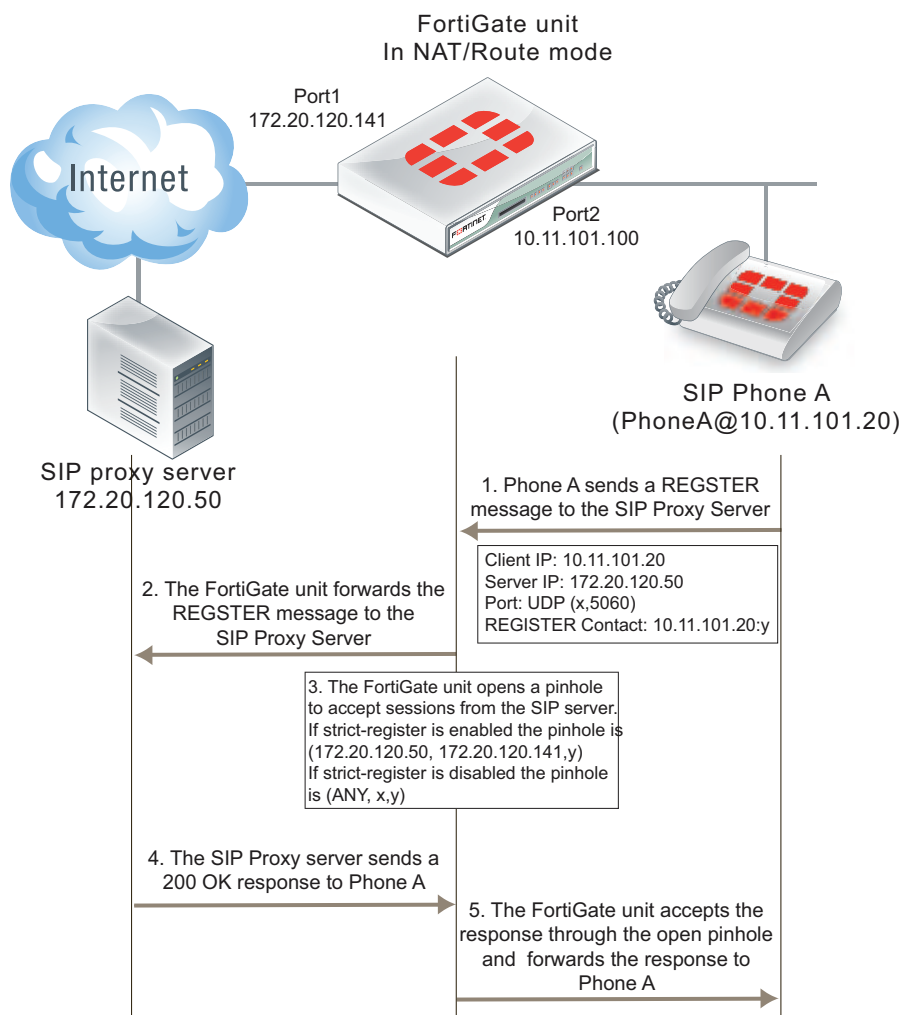 FortiGate unit
In NAT/Route mode
Port1
172.20.120.141
Internet
FORTINET
Port2
10.11.101.100
SIP Phone A
(PhoneA@10.11.101.20)
SIP proxy server
172.20.120.50
1. Phone A sends a REGSTER
message to the SIP Proxy Server
Client IP: 10.11.101.20
Server IP: 172.20.120.50
Port: UDP (x,5060)
REGISTER Contact: 10.11.101.20:y
2. The FortiGate unit forwards the
REGSTER message to the
SIP Proxy Server
3. The FortiGate unit opens a pinhole
to accept sessions from the SIP server.
If strict-register is enabled the pinhole is
(172.20.120.50, 172.20.120.141,y)
If strict-register is disabled the pinhole
is (ANY, x,y)
4. The SIP Proxy server sends a
200 OK response to Phone A
5. The FortiGate unit accepts the
response through the open pinhole
and forwards the response to
Phone A